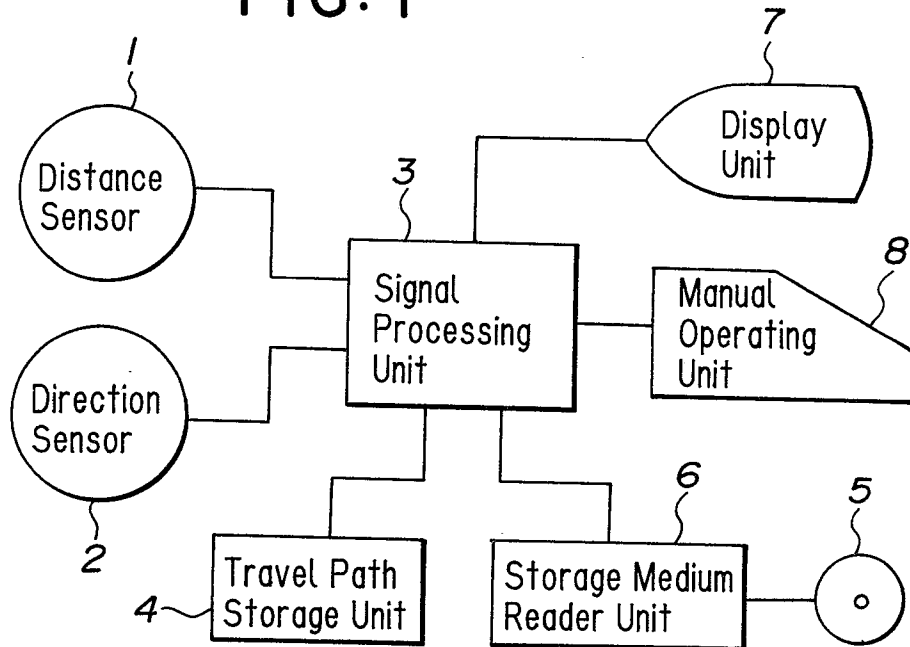 FIG. 1
1
7
Display
Unit
3
Distance
Sensor
8
Signal
Processing
Unit
Manual
Operating
Unit
Direction
Sensor
2
6
5
4
Travel Path
Storage Unit
Storage Medium
Reader Unit